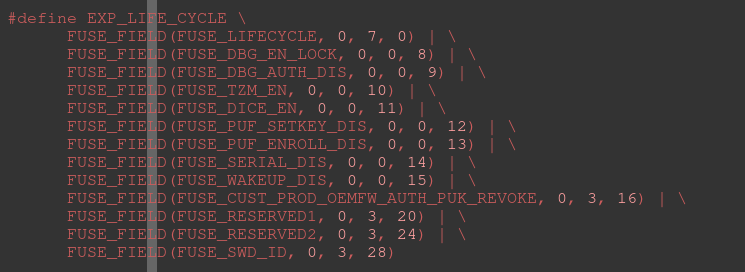 #define EXP_LIFE_CYCLE \
FUSE_FIELD(FUSE_LIFECYCLE, 0, 7, 0) | \
FUSE_FIELD(FUSE_DBG_EN_LOCK, 0, 0, 8) | \
FUSE_FIELD(FUSE_DBG_AUTH_DIS, 0, 0, 9) | \
FUSE_FIELD(FUSE_TZM_EN, 0, 0, 10) | \
FUSE_FIELD(FUSE_DICE_EN, 0, 0, 11) | \
FUSE_FIELD(FUSE_PUF_SETKEY_DIS, 0, 0, 12) | \
FUSE_FIELD(FUSE_PUF_ENROLL_DIS, 0, 0, 13) | \
FUSE_FIELD(FUSE_SERIAL_DIS, 0, 0, 14) | \
FUSE_FIELD(FUSE_WAKEUP_DIS, 0, 0, 15) | \
FUSE_FIELD(FUSE_CUST_PROD_OEMFW_AUTH_PUK_REVOKE, 0, 3, 16) | \
FUSE_FIELD(FUSE_RESERVED1, 0, 3, 20) | \
FUSE_FIELD(FUSE_RESERVED2, 0, 3, 24) | \
FUSE_FIELD(FUSE_SWD_ID, 0, 3, 28)